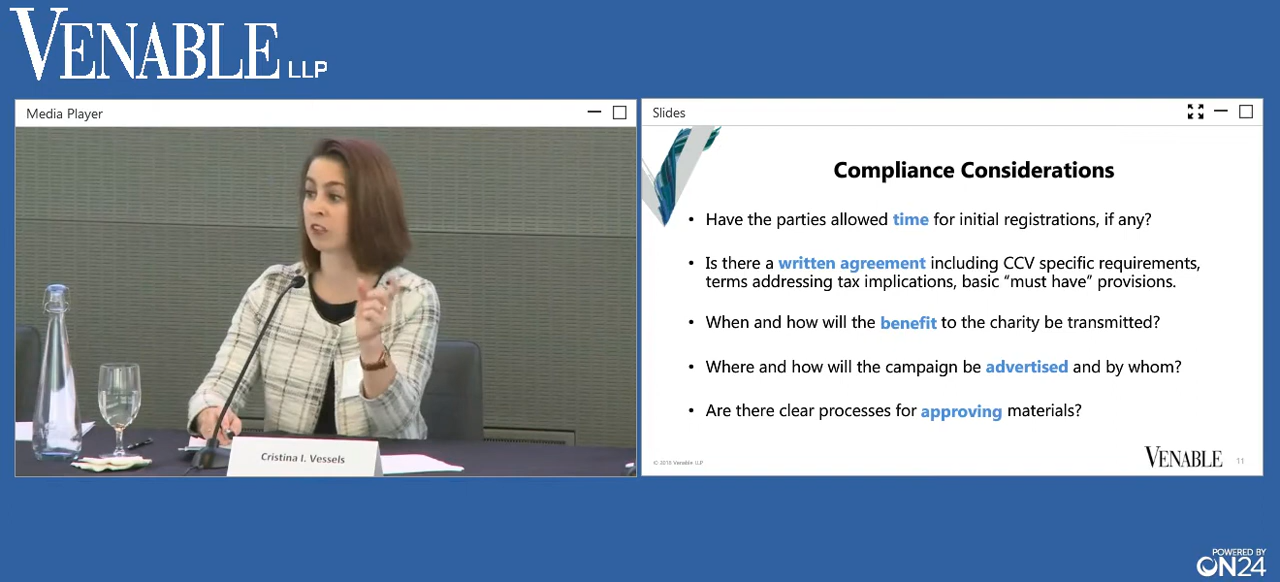 VENABLE LLP
Media Player
Cristina I. Vessels
Slides
Compliance Considerations
• Have the parties allowed time for initial registrations, if any?
• Is there a written agreement including CCV specific requirements,
terms addressing tax implications, basic “must have” provisions.
• When and how will the benefit to the charity be transmitted?
• Where and how will the campaign be advertised and by whom?
• Are there clear processes for approving materials?
© 2018 Venable LLP
VENABLE
11
POWERED BY
ON24